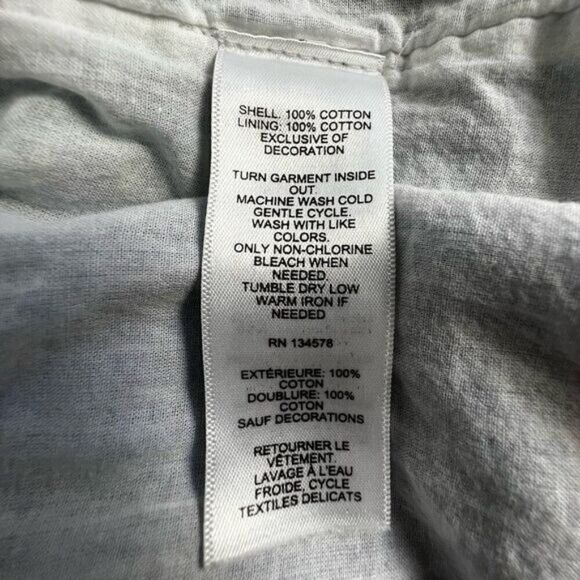 SHELL: 100% COTTON
LINING: 100% COTTON
EXCLUSIVE OF
DECORATION
TURN GARMENT INSIDE
OUT.
MACHINE WASH COLD
GENTLE CYCLE.
WASH WITH LIKE
COLORS.
ONLY NON-CHLORINE
BLEACH WHEN
NEEDED.
TUMBLE DRY LOW
WARM IRON IF
NEEDED
RN 134578
EXTÉRIEURE: 100%
COTON
DOUBLURE: 100%
COTON
SAUF DECORATIONS
RETOURNER LE
VÊTEMENT.
LAVAGE À L'EAU
FROIDE, CYCLE
TEXTILES DELICATS